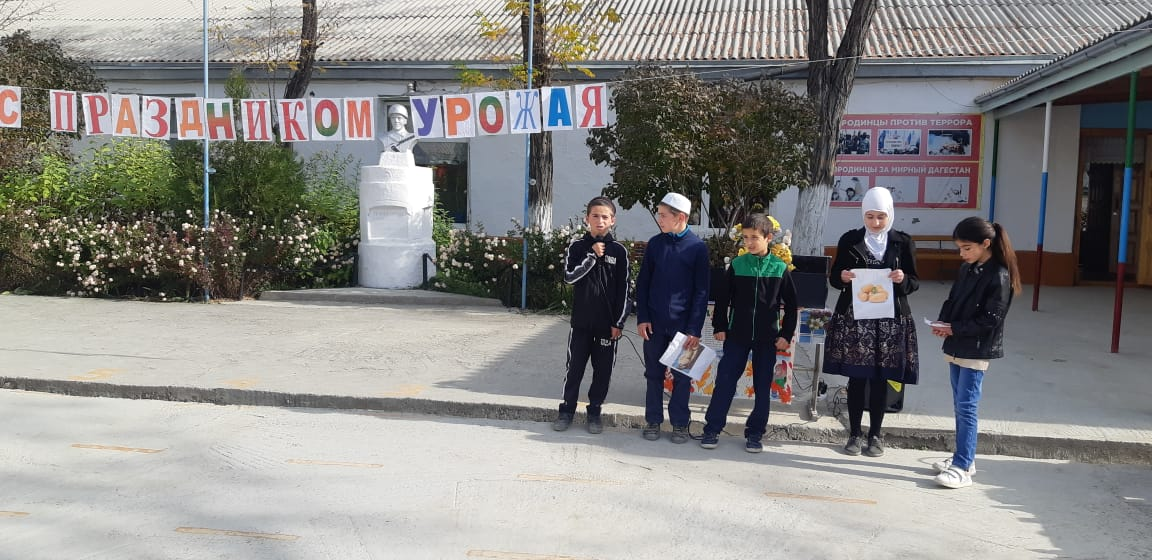 С ПРАЗДНИКОМ УРОЖАЯ
РОДИНЦЫ ПРОТИВ ТЕРРОРА
РОДИНЦЫ ЗА МИРНЫЙ ДАГЕСТАН